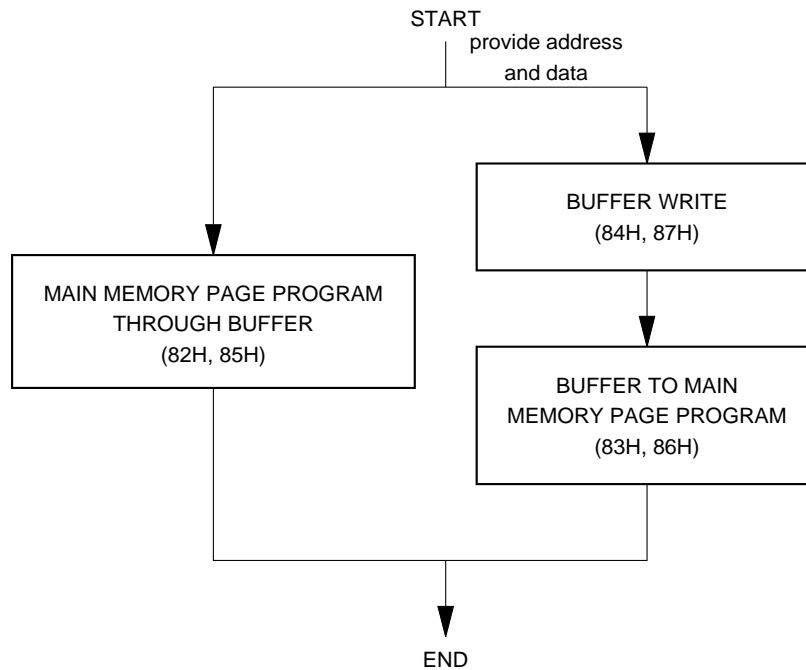 START
provide address
and data
BUFFER WRITE
(84H, 87H)
MAIN MEMORY PAGE PROGRAM
THROUGH BUFFER
(82H, 85H)
BUFFER TO MAIN
MEMORY PAGE PROGRAM
(83H, 86H)
END